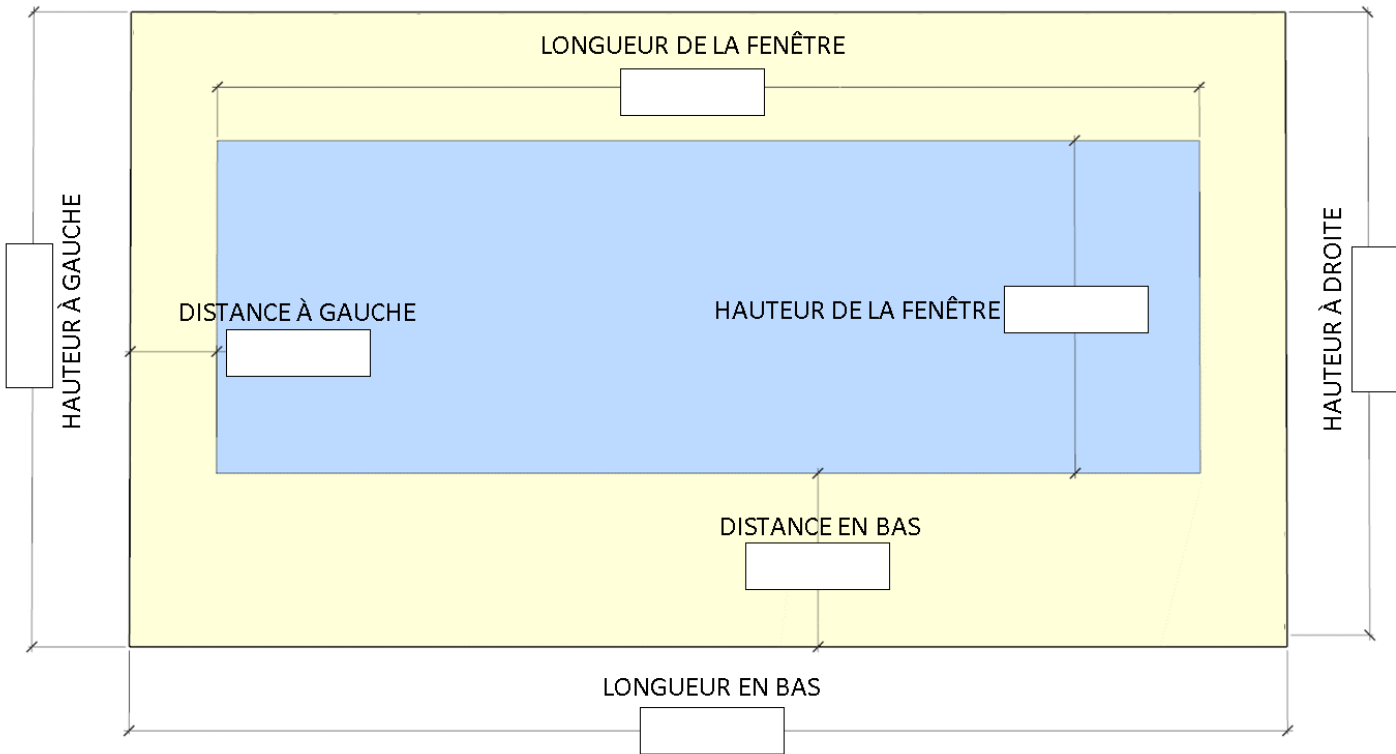 LONGUEUR DE LA FENÊTRE
HAUTEUR À GAUCHE
HAUTEUR À DROITE
DISTANCE À GAUCHE
HAUTEUR DE LA FENÊTRE
DISTANCE EN BAS
LONGUEUR EN BAS